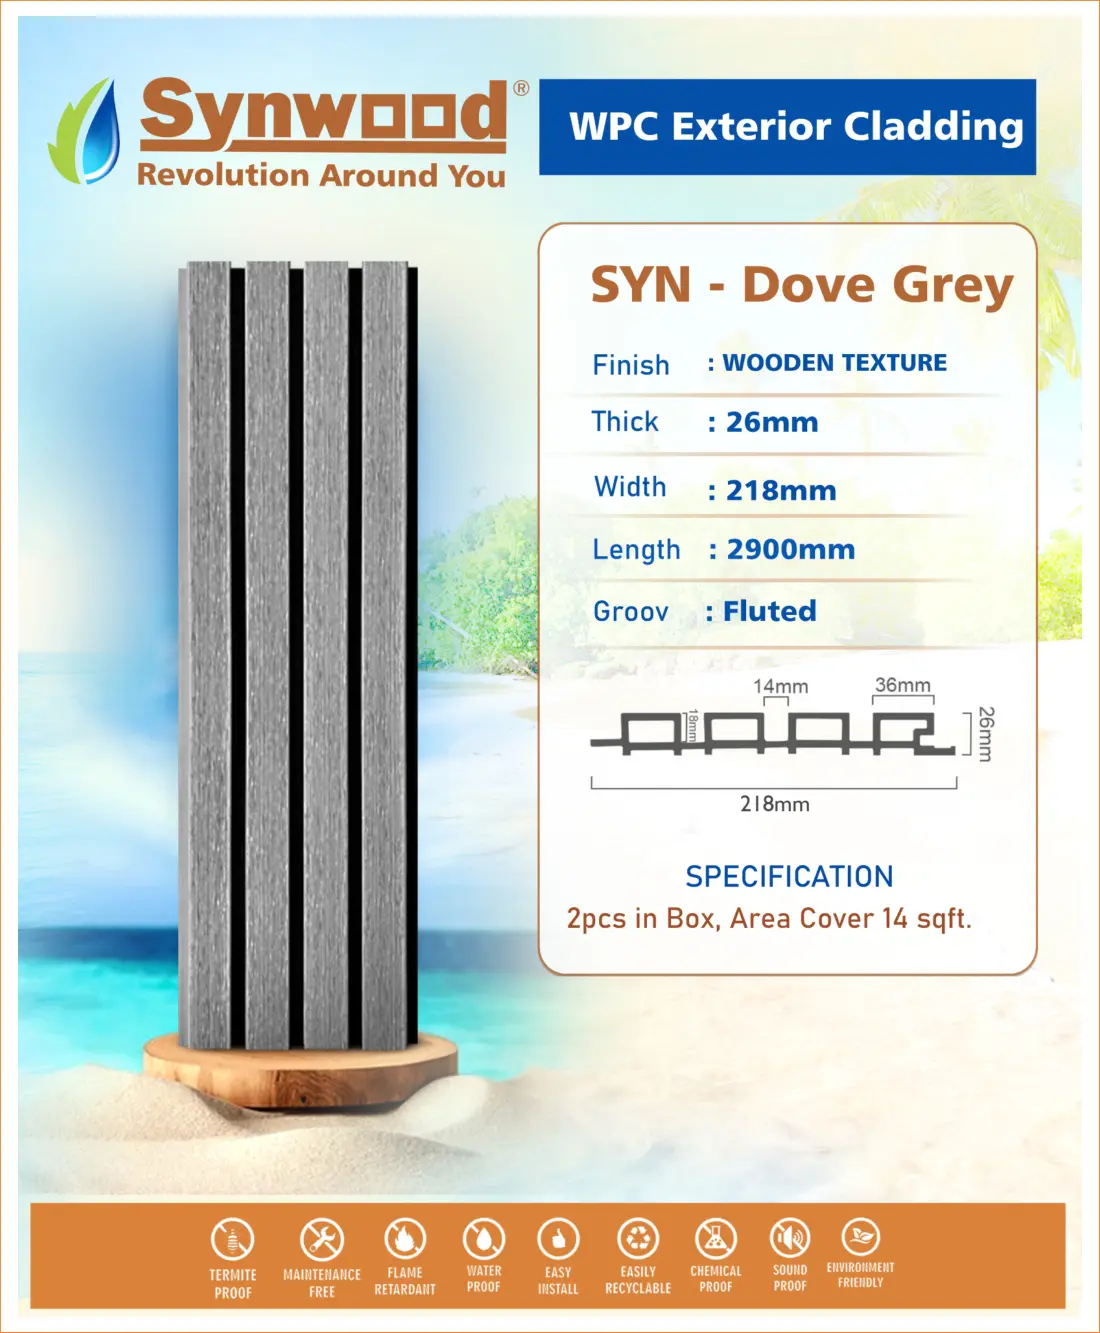 Synwood®
Revolution Around You
WPC Exterior Cladding
SYN - Dove Grey
Finish : WOODEN TEXTURE
Thick : 26mm
Width : 218mm
Length : 2900mm
Groov : Fluted
14mm
36mm
18mm
26mm
218mm
SPECIFICATION
2pcs in Box, Area Cover 14 sqft.
TERMITE
PROOF
MAINTENANCE
FREE
FLAME
RETARDANT
WATER
PROOF
EASY
INSTALL
EASILY
RECYCLABLE
CHEMICAL
PROOF
SOUND
PROOF
ENVIRONMENT
FRIENDLY